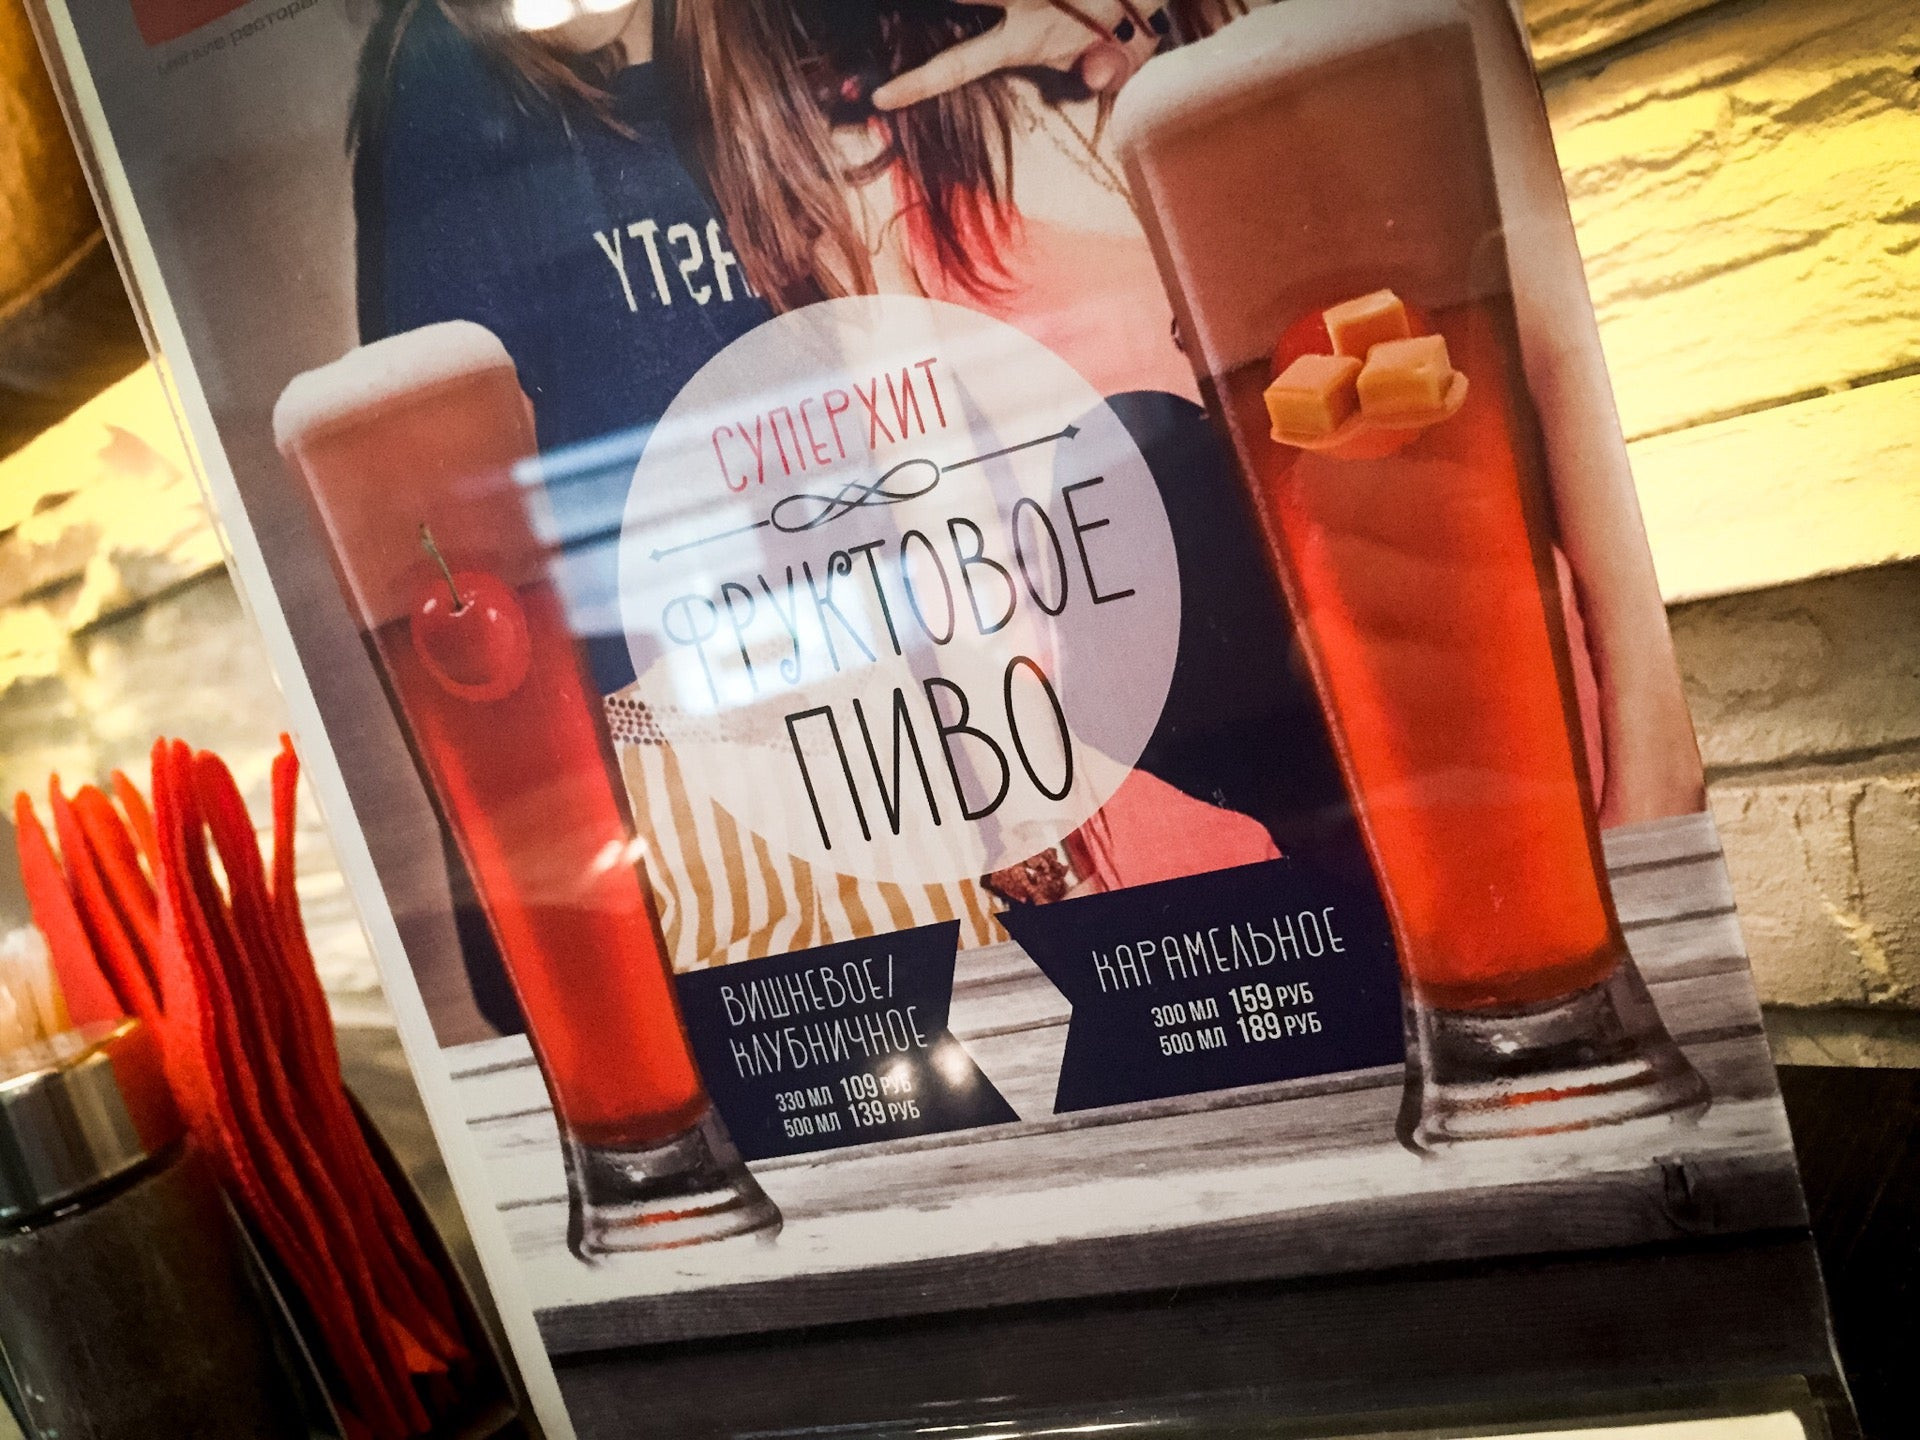 СУПЕРХИТ
ФРУКТОВОЕ
ПИВО
ВИШНЕВОЕ/
КЛУБНИЧНОЕ
330 МЛ 109 РУБ
500 МЛ 139 РУБ
КАРАМЕЛЬНОЕ
300 МЛ 159 РУБ
500 МЛ 189 РУБ